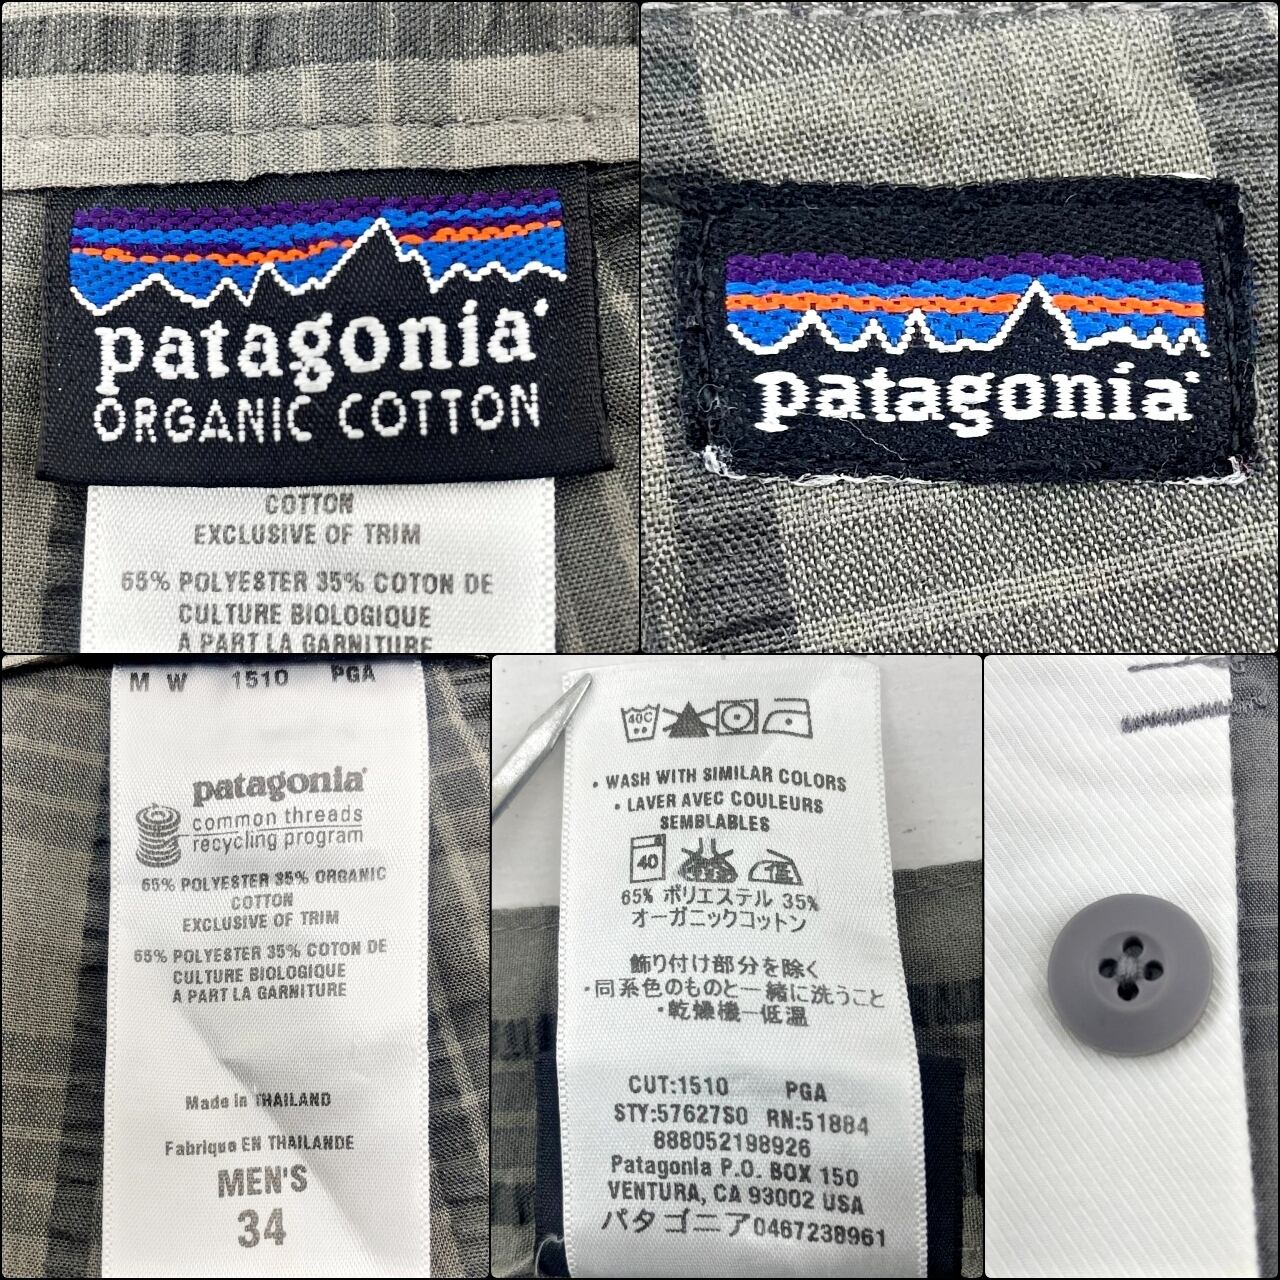 patagonia®
ORGANIC COTTON
COTTON
EXCLUSIVE OF TRIM
65% POLYESTER 35% COTON DE
CULTURE BIOLOGIQUE
A PART LA GARNITURE
patagonia®
M W 1510 PGA
patagonia®
common threads
recycling program
65% POLYESTER 35% ORGANIC
COTTON
EXCLUSIVE OF TRIM
65% POLYESTER 35% COTON DE
CULTURE BIOLOGIQUE
A PART LA GARNITURE
Made in THAILAND
Fabrique EN THAILANDE
MEN'S
34
40C
• WASH WITH SIMILAR COLORS
• LAVER AVEC COULEURS
SEMBLABLES
40 低
65% ポリエステル 35%
オーガニックコットン
飾り付け部分を除く
・同系色のものと一緒に洗うこと
・乾燥機ー低温
CUT:1510 PGA
STY:57627S0 RN:51884
888052198926
Patagonia P.O. BOX 150
VENTURA, CA 93002 USA
パタゴニア0467238961